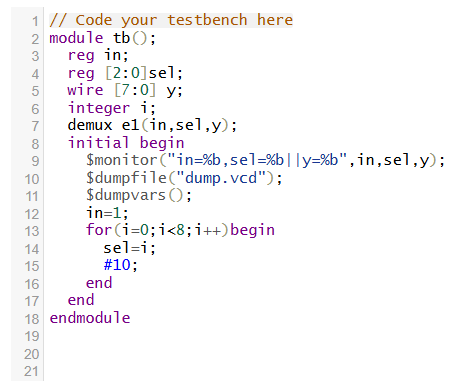 1 // Code your testbench here
2 module tb();
3 reg in;
4 reg [2:0]sel;
5 wire [7:0] y;
6 integer i;
7 demux e1(in,sel,y);
8 initial begin
9 $monitor("in=%b,sel=%b||y=%b",in,sel,y);
10 $dumpfile("dump.vcd");
11 $dumpvars();
12 in=1;
13 for(i=0;i<8;i++)begin
14 sel=i;
15 #10;
16 end
17 end
18 endmodule
19
20
21